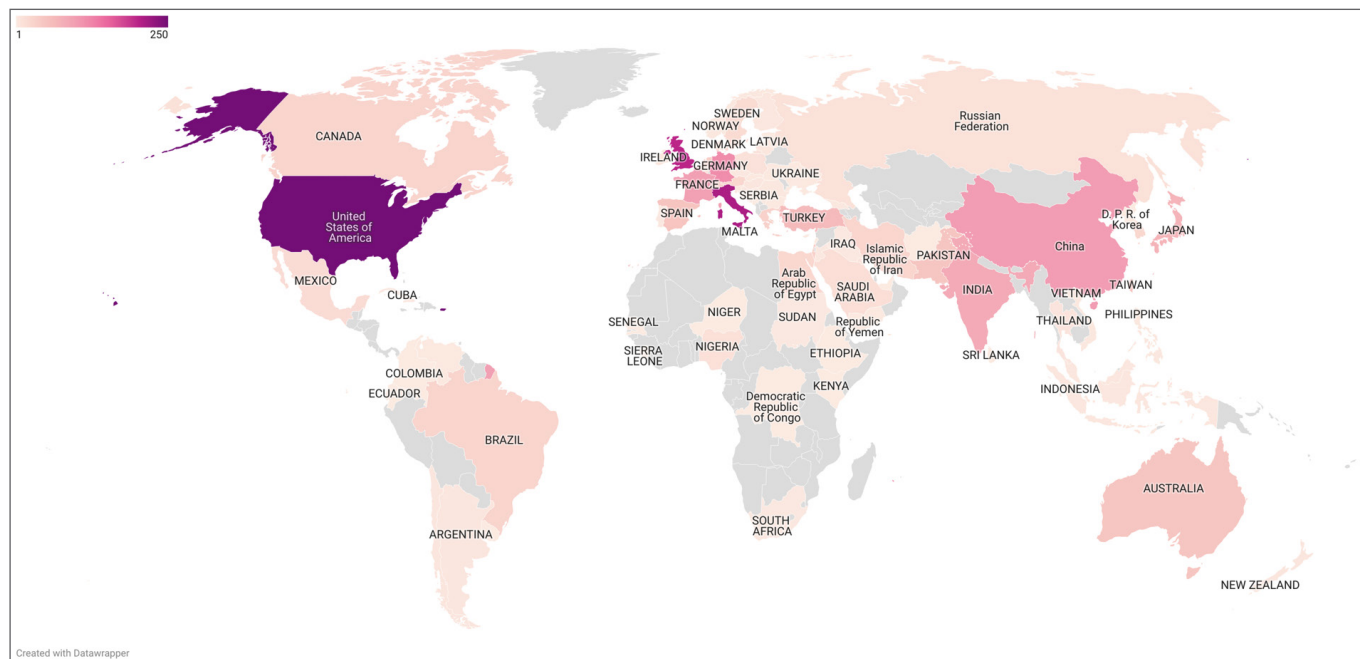 1 250
SWEDEN
Russian
Federation
NORWAY
CANADA
DENMARK
LATVIA
IRELAND
GERMANY
UKRAINE
FRANCE
SERBIA
SPAIN
TURKEY
United
States of
America
D. P. R. of
Korea
JAPAN
MALTA
IRAQ
Islamic
Republic
of Iran
China
PAKISTAN
MEXICO
Arab
Republic
of Egypt
SAUDI
ARABIA
INDIA
TAIWAN
CUBA
VIETNAM
NIGER
SUDAN
PHILIPPINES
SENEGAL
Republic
of Yemen
THAILAND
NIGERIA
SIERRA
LEONE
ETHIOPIA
SRI LANKA
COLOMBIA
KENYA
INDONESIA
ECUADOR
Democratic
Republic
of Congo
BRAZIL
AUSTRALIA
SOUTH
AFRICA
ARGENTINA
NEW ZEALAND
Created with Datawrapper